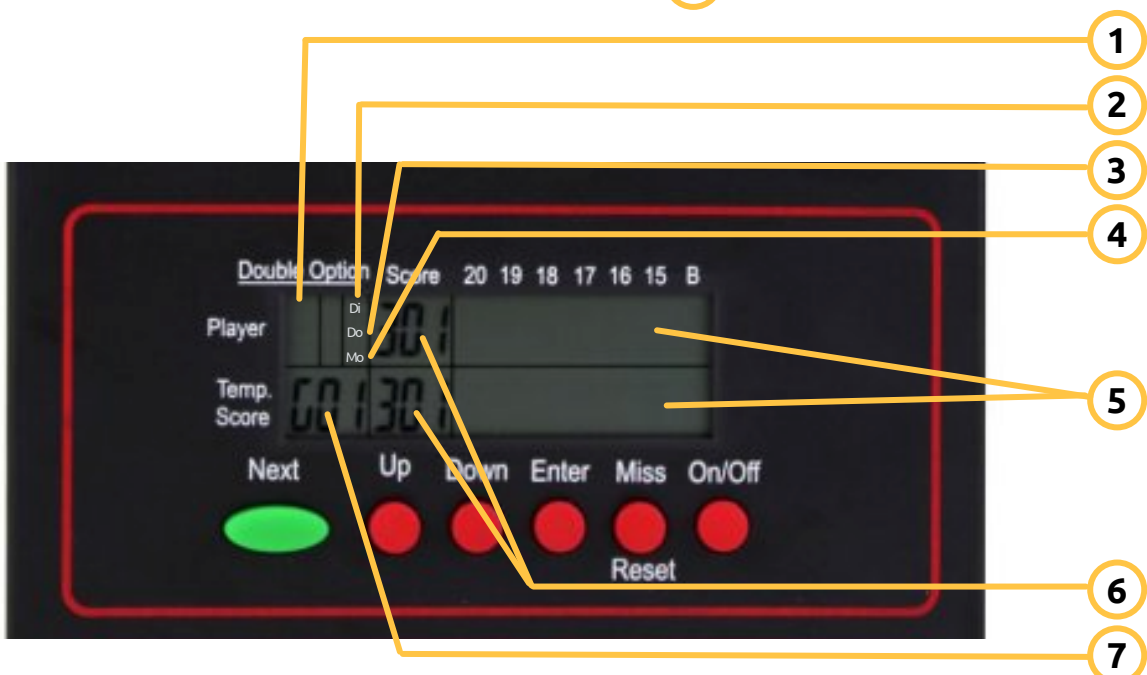 1
2
3
4
Double Option Score 20 19 18 17 16 15 B
Di
Player Do 301
Mo
Temp.
Score G01 301
5
Next Up Down Enter Miss On/Off
Reset
6
7